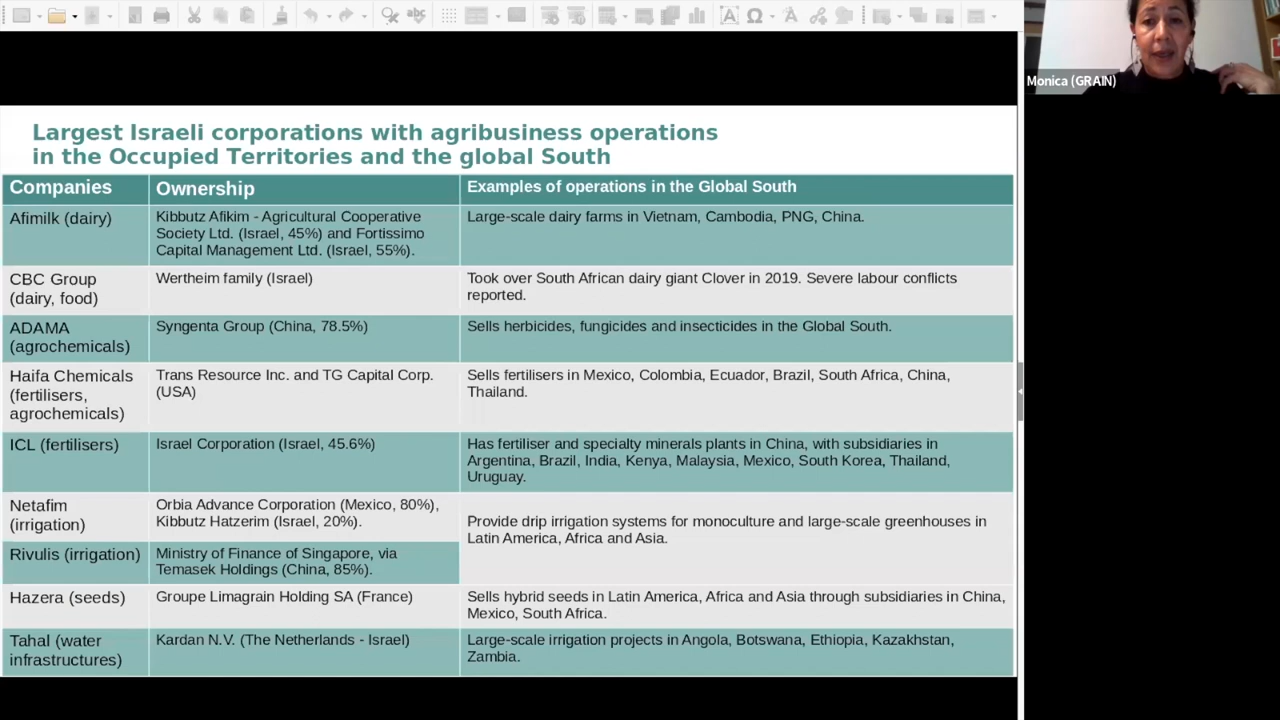 Monica (GRAIN)
Largest Israeli corporations with agribusiness operations
in the Occupied Territories and the global South
Companies
Ownership
Examples of operations in the Global South
Afimilk (dairy)
Kibbutz Afikim - Agricultural Cooperative
Society Ltd. (Israel, 45%) and Fortissimo
Capital Management Ltd. (Israel, 55%).
Large-scale dairy farms in Vietnam, Cambodia, PNG, China.
CBC Group
(dairy, food)
Wertheim family (Israel)
Took over South African dairy giant Clover in 2019. Severe labour conflicts
reported.
ADAMA
(agrochemicals)
Syngenta Group (China, 78.5%)
Sells herbicides, fungicides and insecticides in the Global South.
Haifa Chemicals
(fertilisers,
agrochemicals)
Trans Resource Inc. and TG Capital Corp.
(USA)
Sells fertilisers in Mexico, Colombia, Ecuador, Brazil, South Africa, China,
Thailand.
ICL (fertilisers)
Israel Corporation (Israel, 45.6%)
Has fertiliser and specialty minerals plants in China, with subsidiaries in
Argentina, Brazil, India, Kenya, Malaysia, Mexico, South Korea, Thailand,
Uruguay.
Netafim
(irrigation)
Orbia Advance Corporation (Mexico, 80%),
Kibbutz Hatzerim (Israel, 20%).
Provide drip irrigation systems for monoculture and large-scale greenhouses in
Latin America, Africa and Asia.
Rivulis (irrigation)
Ministry of Finance of Singapore, via
Temasek Holdings (China, 85%).
Hazera (seeds)
Groupe Limagrain Holding SA (France)
Sells hybrid seeds in Latin America, Africa and Asia through subsidiaries in China,
Mexico, South Africa.
Tahal (water
infrastructures)
Kardan N.V. (The Netherlands - Israel)
Large-scale irrigation projects in Angola, Botswana, Ethiopia, Kazakhstan,
Zambia.